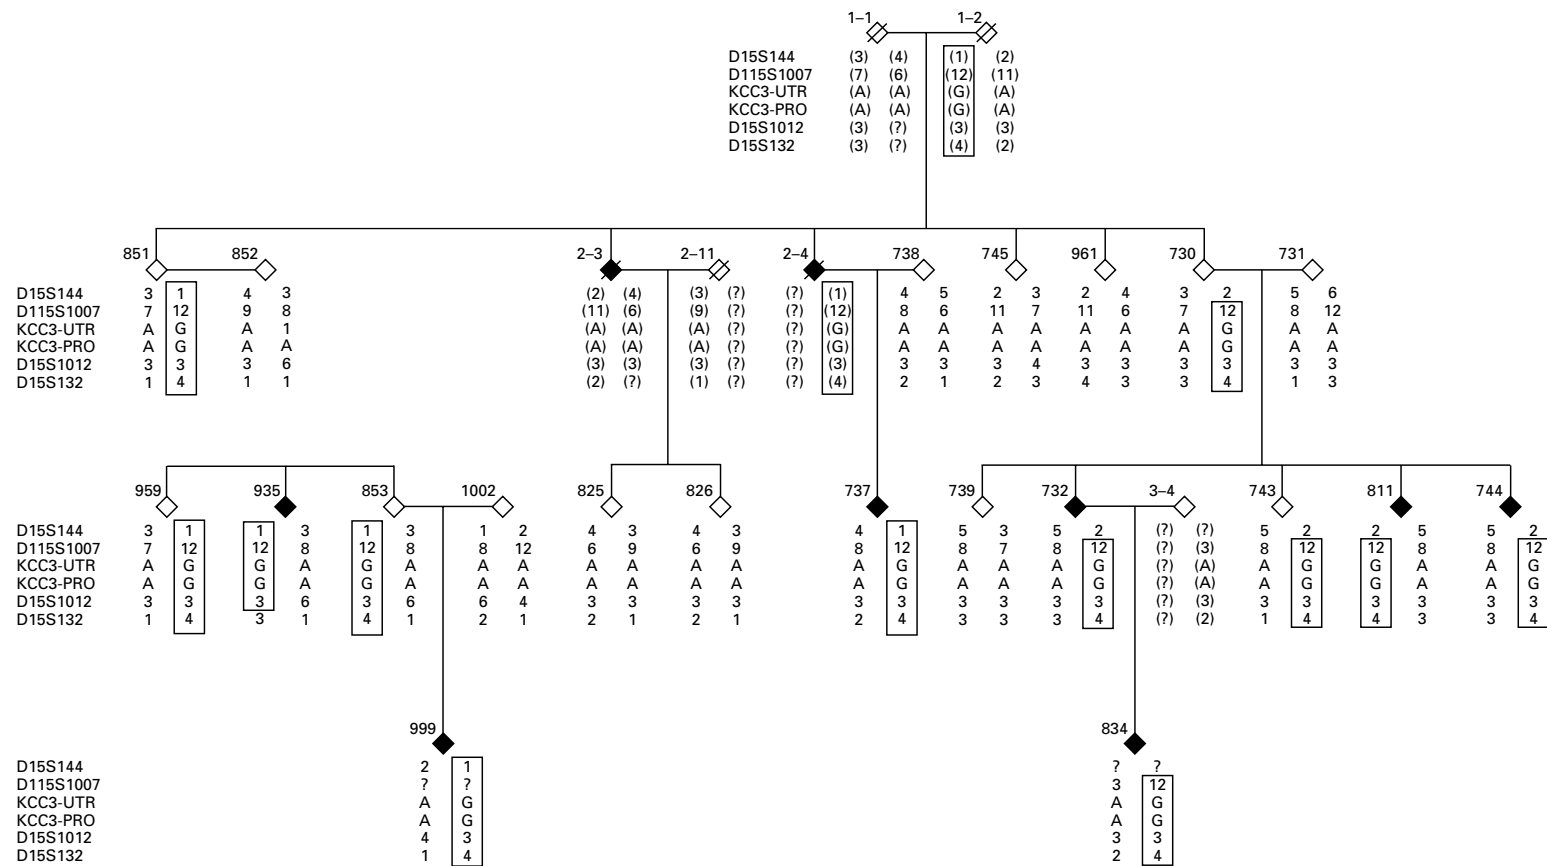 1–1 1–2
D15S144 (3) (4) (1) (2)
D115S1007 (7) (6) (12) (11)
KCC3-UTR (A) (A) (G) (A)
KCC3-PRO (A) (A) (G) (A)
D15S1012 (3) (?) (3) (3)
D15S132 (3) (?) (4) (2)
851 852 2–3 2–11 2–4 738 745 961 730 731
D15S144 3 1 4 3 (2) (4) (3) (?) (?) (1) 4 5 2 3 2 4 3 2 5 6
D115S1007 7 12 9 8 (11) (6) (9) (?) (?) (12) 8 6 11 7 11 6 7 12 8 12
KCC3-UTR A G A 1 (A) (A) (A) (?) (?) (G) A A A A A A A G A A
KCC3-PRO A G A A (A) (A) (A) (?) (?) (G) A A A A A A A G A A
D15S1012 3 3 3 6 (3) (3) (3) (?) (?) (3) 3 3 3 4 3 3 3 3 3 3
D15S132 1 4 1 1 (2) (?) (1) (?) (?) (4) 2 1 2 3 4 3 3 4 1 3
959 935 853 1002 825 826 737 739 732 3–4 743 811 744
D15S144 3 1 1 3 1 3 1 2 4 3 4 3 4 1 5 3 5 2 (?) (?) 5 2 2 5 5 2
D115S1007 7 12 12 8 12 8 8 12 6 9 6 9 8 12 8 7 8 12 (?) (3) 8 12 12 8 8 12
KCC3-UTR A G G A G A A A A A A A A G A A A G (?) (A) A G G A A G
KCC3-PRO A G G A G A A A A A A A A G A A A G (?) (A) A G G A A G
D15S1012 3 3 3 6 3 6 6 4 3 3 3 3 3 3 3 3 3 3 (?) (3) 3 3 3 3 3 3
D15S132 1 4 3 1 4 1 2 1 2 1 2 1 2 4 3 3 3 4 (?) (2) 1 4 4 3 3 4
999 834
D15S144 2 1 ? ?
D115S1007 ? ? 3 12
KCC3-UTR A G A G
KCC3-PRO A G A G
D15S1012 4 3 3 3
D15S132 1 4 2 4